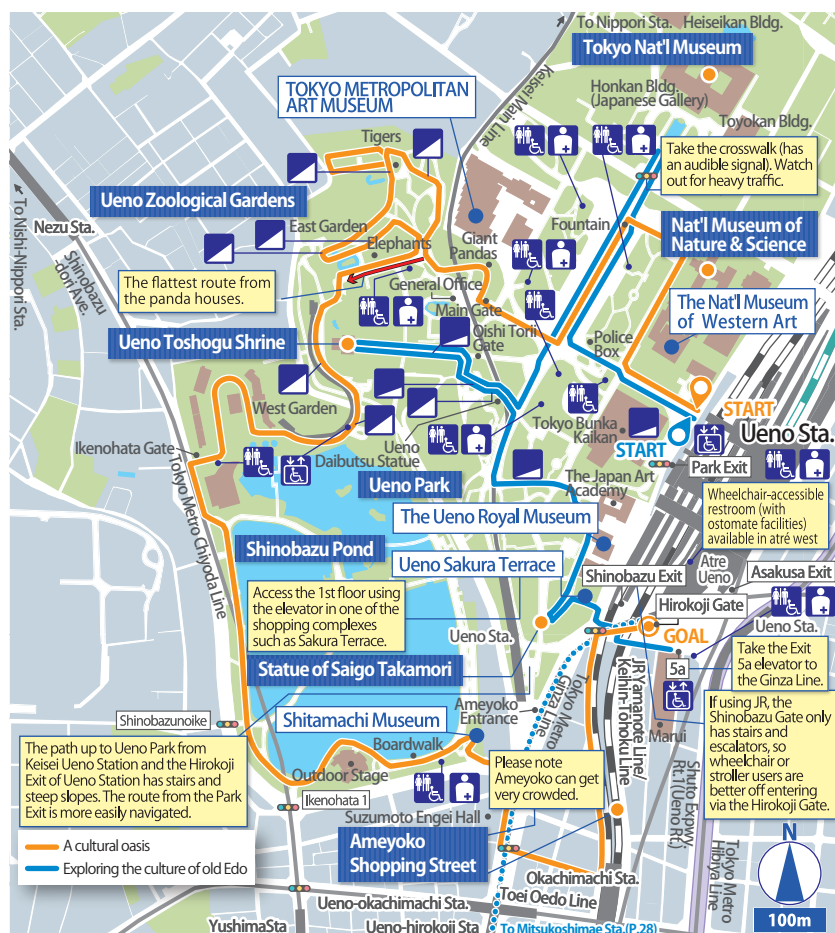 To Nippori Sta.
Heiseikan Bldg.
Tokyo Nat'l Museum
Keisei Main Line
TOKYO METROPOLITAN
ART MUSEUM
Honkan Bldg.
(Japanese Gallery)
Toyokan Bldg.
Tigers
Take the crosswalk (has
an audible signal). Watch
out for heavy traffic.
Ueno Zoological Gardens
To Nishi-Nippori Sta.
Nezu Sta.
Shinobazu
-dori Ave.
East Garden
Elephants
Giant
Pandas
Fountain
Nat'l Museum of
Nature & Science
The flattest route from
the panda houses.
General Office
Main Gate
The Nat'l Museum
of Western Art
Ueno Toshogu Shrine
Oishi Torii
Gate
Police
Box
West Garden
START
START
Ueno Sta.
Ikenohata Gate
Ueno
Daibutsu Statue
Tokyo Bunka
Kaikan
Park Exit
Ueno Park
The Japan Art
Academy
Wheelchair-accessible
restroom (with
ostomate facilities)
available in atré west
Tokyo Metro Chiyoda Line
The Ueno Royal Museum
Shinobazu Pond
Ueno Sakura Terrace
Atre
Ueno
Asakusa Exit
Shinobazu Exit
Access the 1st floor using
the elevator in one of the
shopping complexes
such as Sakura Terrace.
Hirokoji Gate
Ueno Sta.
GOAL
Ueno Sta.
5a
Take the Exit
5a elevator to
the Ginza Line.
Statue of Saigo Takamori
Tokyo Metro
Ginza Line
JR Yamanote Line/
Keihin-Tohoku Line
Ameyoko
Entrance
Marui
If using JR, the
Shinobazu Gate only
has stairs and
escalators, so
wheelchair or
stroller users are
better off entering
via the Hirokoji Gate.
Shinobazunoike
Shitamachi Museum
The path up to Ueno Park from
Keisei Ueno Station and the Hirokoji
Exit of Ueno Station has stairs and
steep slopes. The route from the Park
Exit is more easily navigated.
Boardwalk
Outdoor Stage
Please note
Ameyoko can get
very crowded.
Shuto Expwy.
Rt.1(Ueno Rt.)
Ikenohata 1
Suzumoto Engei Hall
Ameyoko
Shopping Street
N
A cultural oasis
Exploring the culture of old Edo
Okachimachi Sta.
Tokyo Metro
Hibiya Line
Ueno-okachimachi Sta.
Toei Oedo Line
100m
YushimaSta
Ueno-hirokoji Sta
To Mitsukoshimae Sta.(P.28)